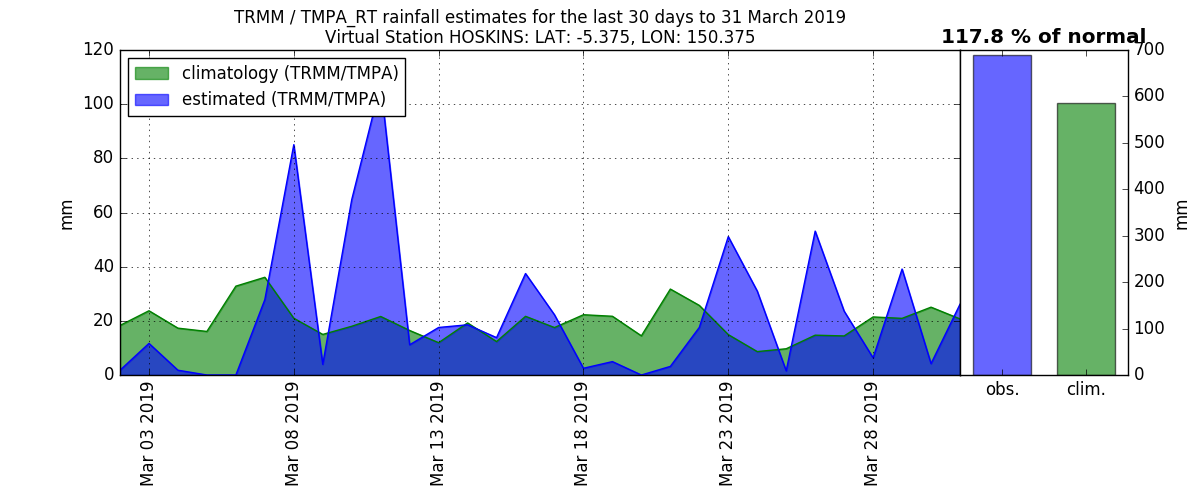 TRMM / TMPA_RT rainfall estimates for the last 30 days to 31 March 2019
Virtual Station HOSKINS: LAT: -5.375, LON: 150.375
117.8 % of normal
climatology (TRMM/TMPA)
estimated (TRMM/TMPA)
120
100
80
60
40
20
0
mm
700
600
500
400
300
200
100
0
mm
Mar 03 2019
Mar 08 2019
Mar 13 2019
Mar 18 2019
Mar 23 2019
Mar 28 2019
obs.
clim.